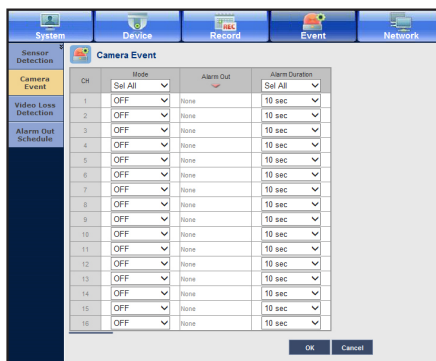 System Device Record Event Network
REC
Sensor Detection
Camera Event
Video Loss Detection
Alarm Out Schedule
Camera Event
CH Mode Alarm Out Alarm Duration
Sel All Sel All
1 OFF None 10 sec
2 OFF None 10 sec
3 OFF None 10 sec
4 OFF None 10 sec
5 OFF None 10 sec
6 OFF None 10 sec
7 OFF None 10 sec
8 OFF None 10 sec
9 OFF None 10 sec
10 OFF None 10 sec
11 OFF None 10 sec
12 OFF None 10 sec
13 OFF None 10 sec
14 OFF None 10 sec
15 OFF None 10 sec
16 OFF None 10 sec
OK Cancel